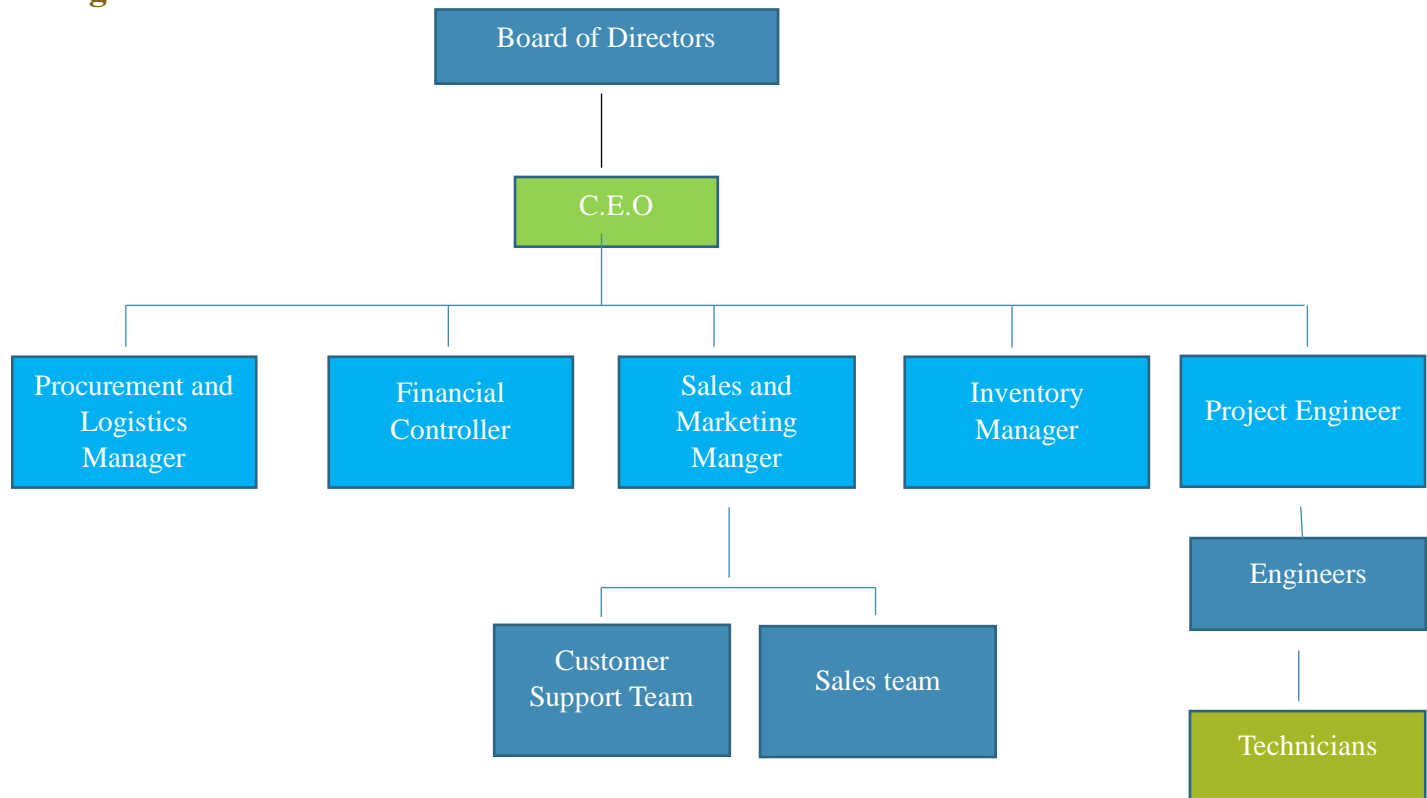 Board of Directors
C.E.O
Procurement and
Logistics
Manager
Financial
Controller
Sales and
Marketing
Manger
Inventory
Manager
Project Engineer
Engineers
Customer
Support Team
Sales team
Technicians